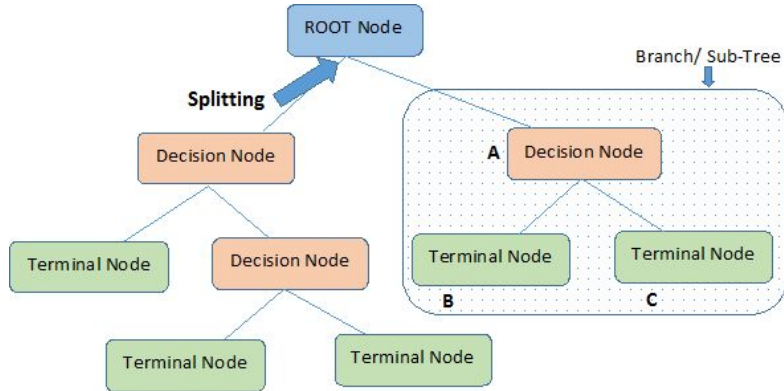 ROOT Node
Branch/ Sub-Tree
Splitting
Decision Node
A
Decision Node
Terminal Node
Decision Node
Terminal Node
Terminal Node
B
C
Terminal Node
Terminal Node